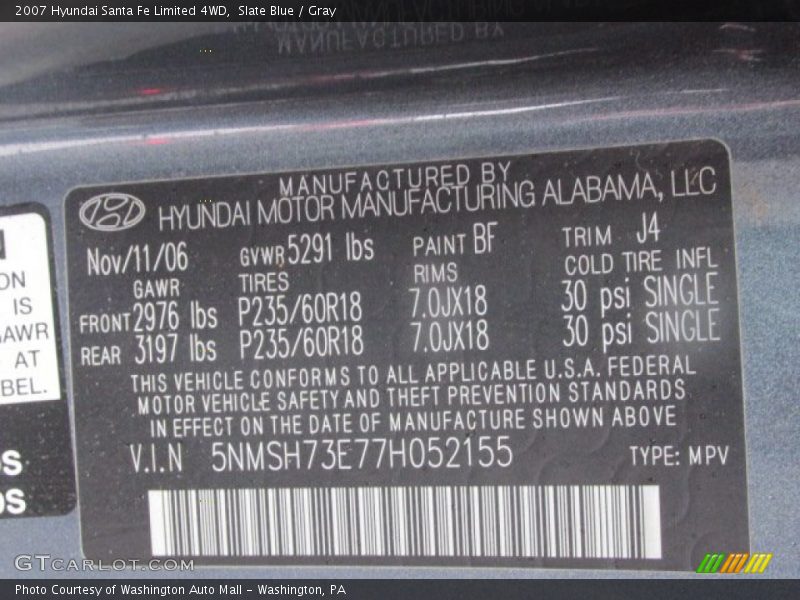 2007 Hyundai Santa Fe Limited 4WD,  Slate Blue / Gray
MANUFACTURED BY
MANUFACTURED BY
HYUNDAI MOTOR MANUFACTURING ALABAMA, LLC
Nov/11/06 GVWR 5291 lbs PAINT BF TRIM J4
GAWR TIRES RIMS COLD TIRE INFL
FRONT 2976 lbs P235/60R18 7.0JX18 30 psi SINGLE
REAR 3197 lbs P235/60R18 7.0JX18 30 psi SINGLE
THIS VEHICLE CONFORMS TO ALL APPLICABLE U.S.A. FEDERAL
MOTOR VEHICLE SAFETY AND THEFT PREVENTION STANDARDS
IN EFFECT ON THE DATE OF MANUFACTURE SHOWN ABOVE
V.I.N 5NMSH73E77H052155 TYPE: MPV
ON
IS
GAWR
AT
BEL.
GTCARLOT.COM
Photo Courtesy of Washington Auto Mall - Washington, PA